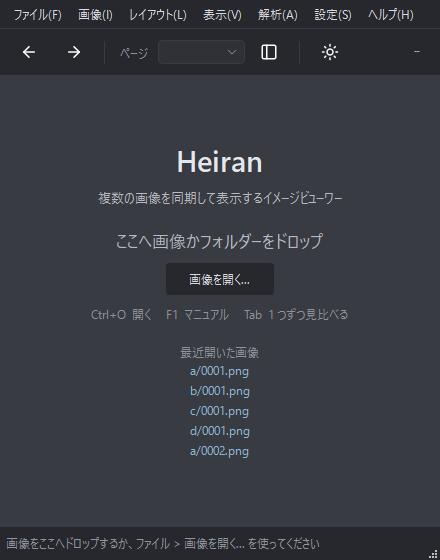 ファイル(F) 画像(I) レイアウト(L) 表示(V) 解析(A) 設定(S) ヘルプ(H)
ページ
Heiran
複数の画像を同期して表示するイメージビューワー
ここへ画像かフォルダーをドロップ
画像を開く...
Ctrl+O 開く F1 マニュアル Tab 1つずつ見比べる
最近開いた画像
a/0001.png
b/0001.png
c/0001.png
d/0001.png
a/0002.png
画像をここへドロップするか、ファイル > 画像を開く... を使ってください